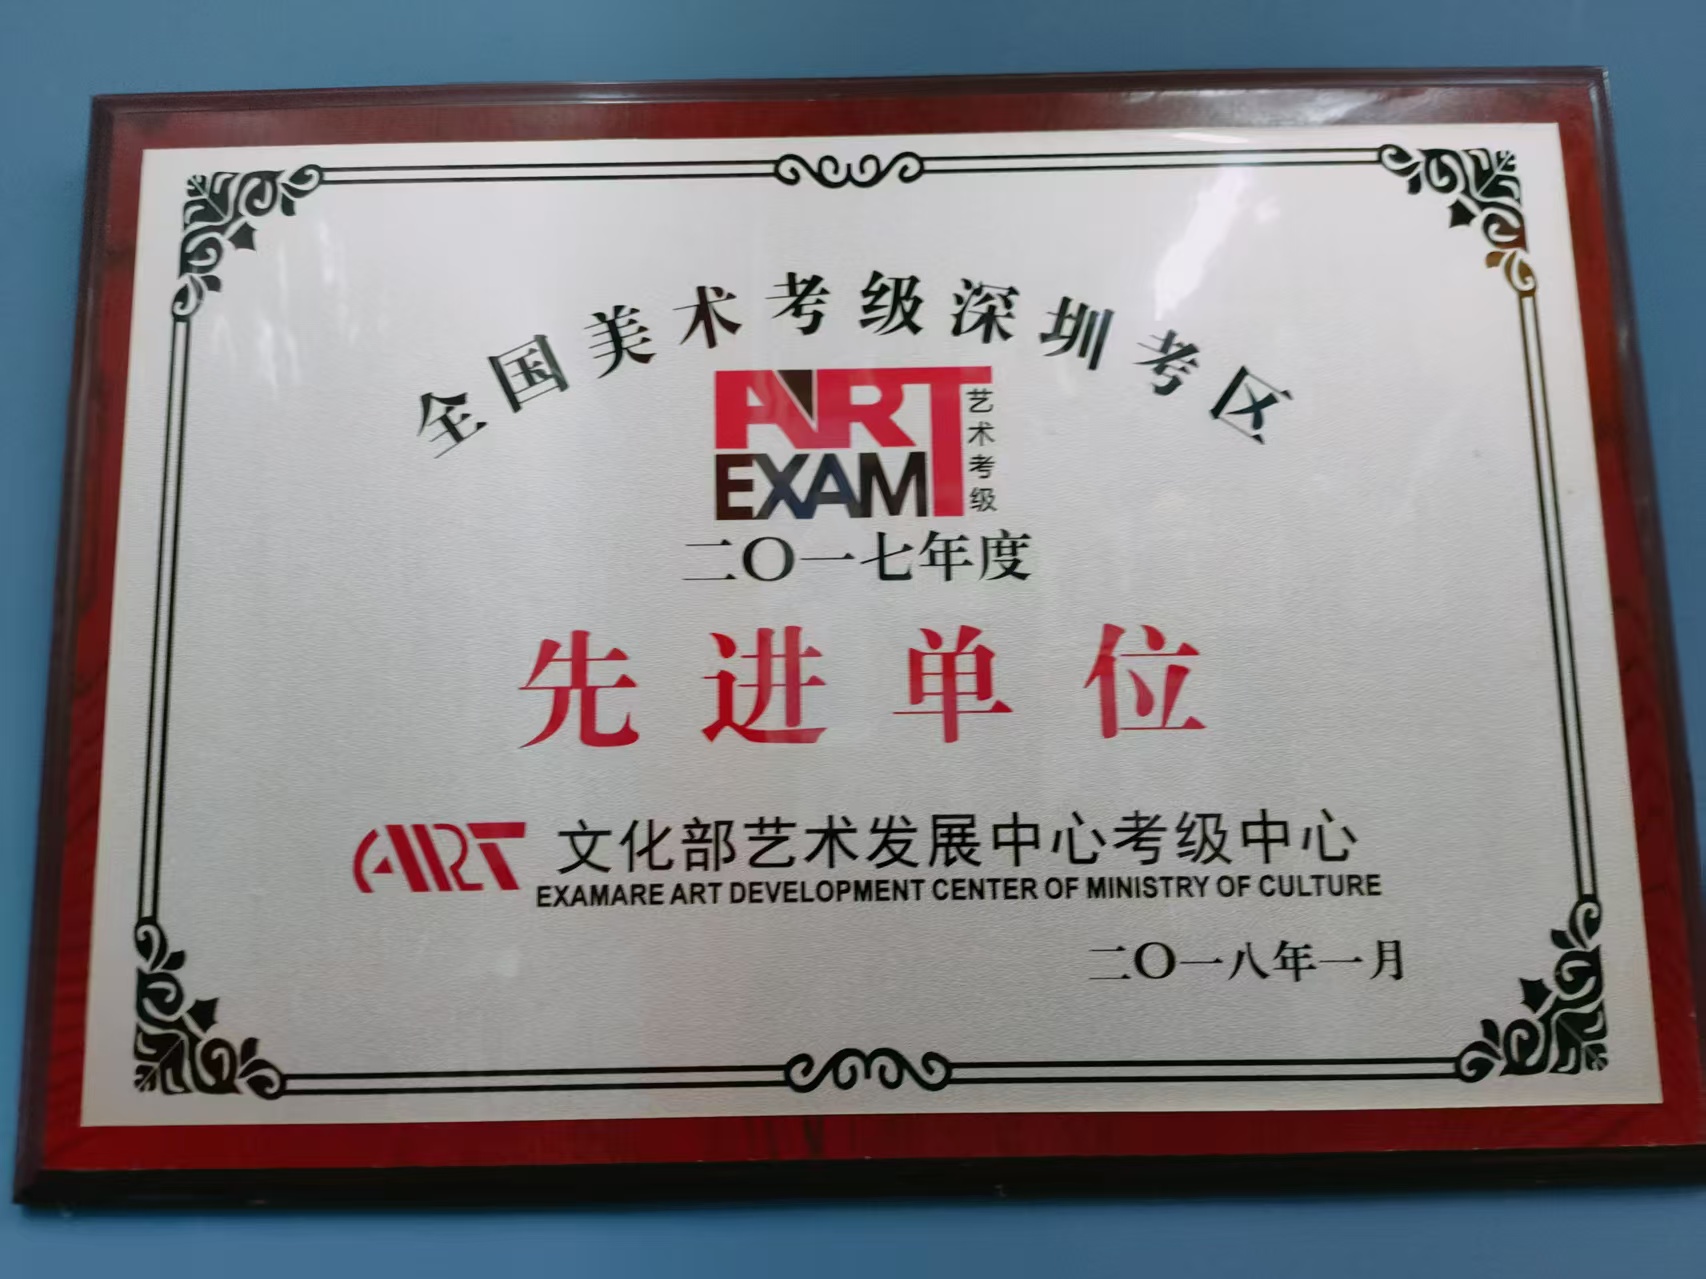 全国美术考级深圳考区
ART
EXAM
艺术考级
二〇一七年度
先进单位
ART
文化部艺术发展中心考级中心
EXAMARE ART DEVELOPMENT CENTER OF MINISTRY OF CULTURE
二〇一八年一月